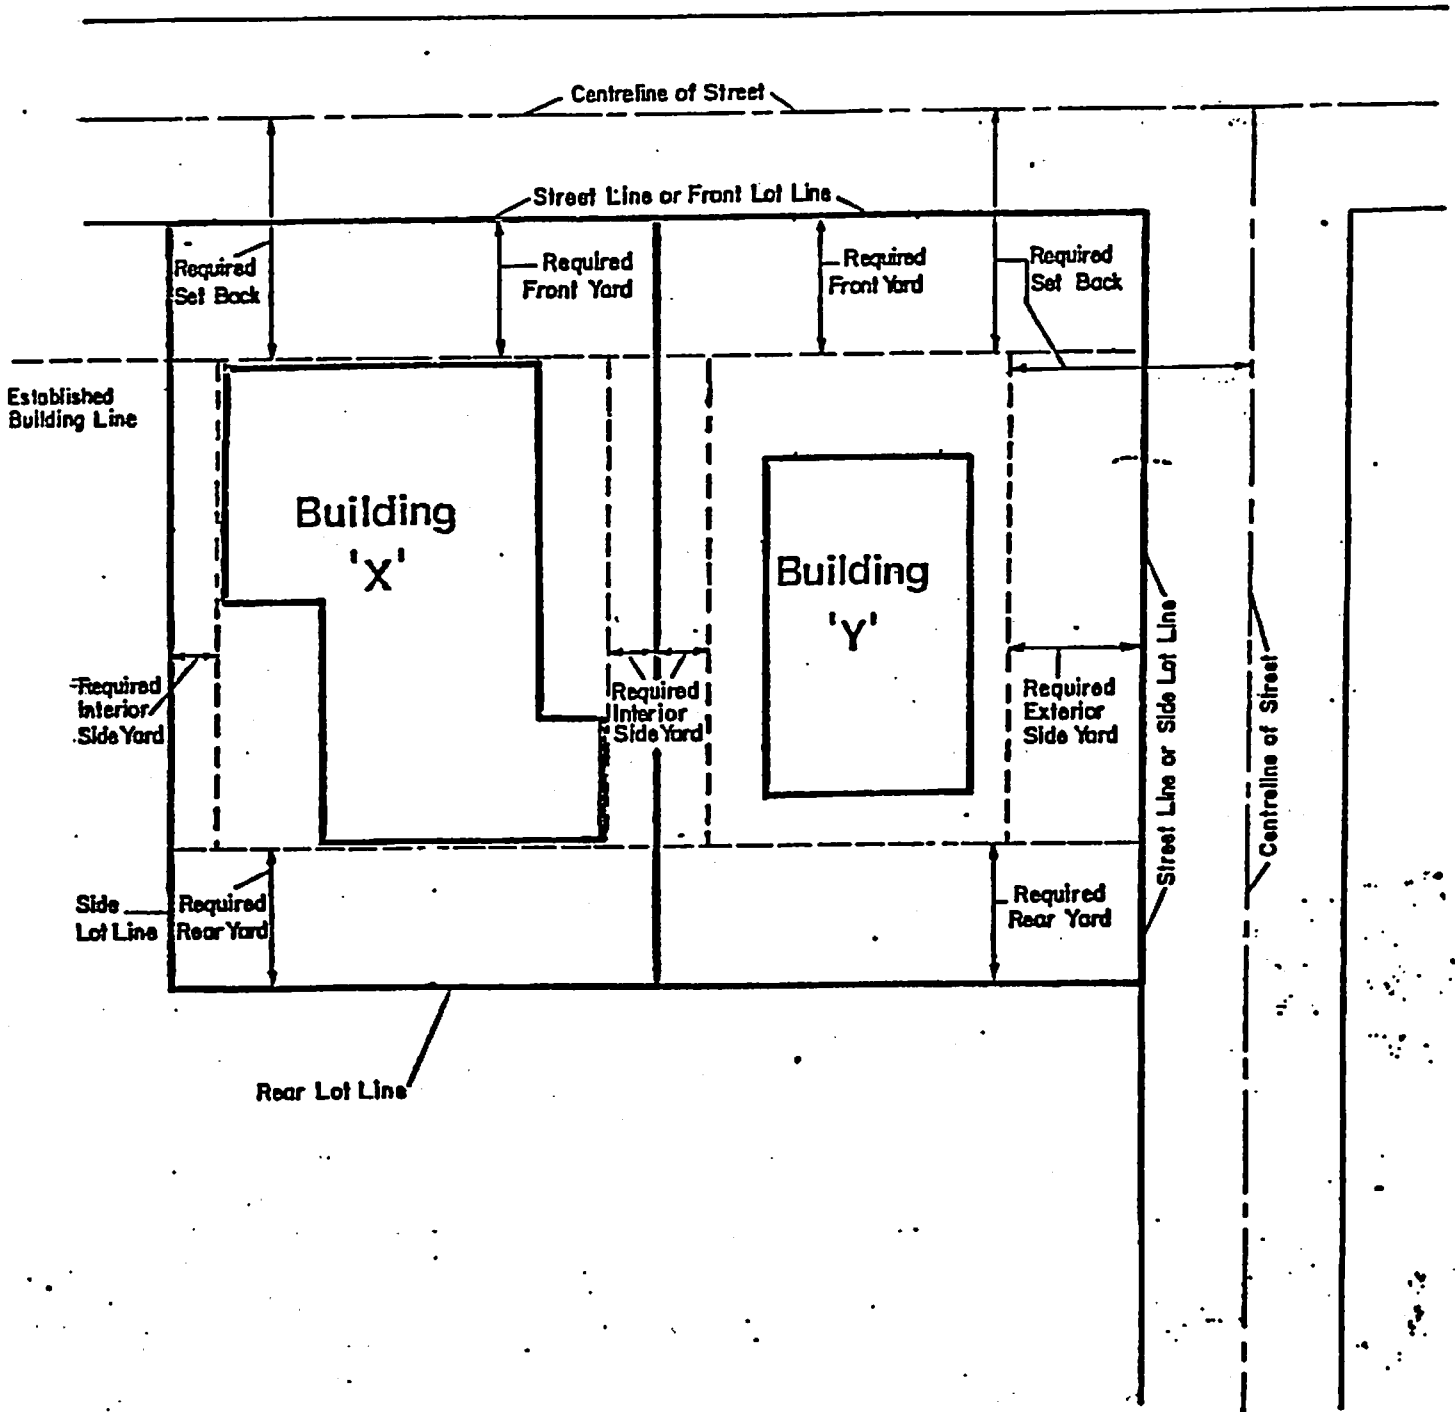 Centreline of Street
Street Line or Front Lot Line
Required
Set Back
Required
Front Yard
Required
Front Yard
Required
Set Back
Established
Building Line
Building
'X'
Building
'Y'
Required
Interior
Side Yard
Required
Interior
Side Yard
Required
Exterior
Side Yard
Street Line or Side Lot Line
Centreline of Street
Side
Lot Line
Required
Rear Yard
Required
Rear Yard
Rear Lot Line